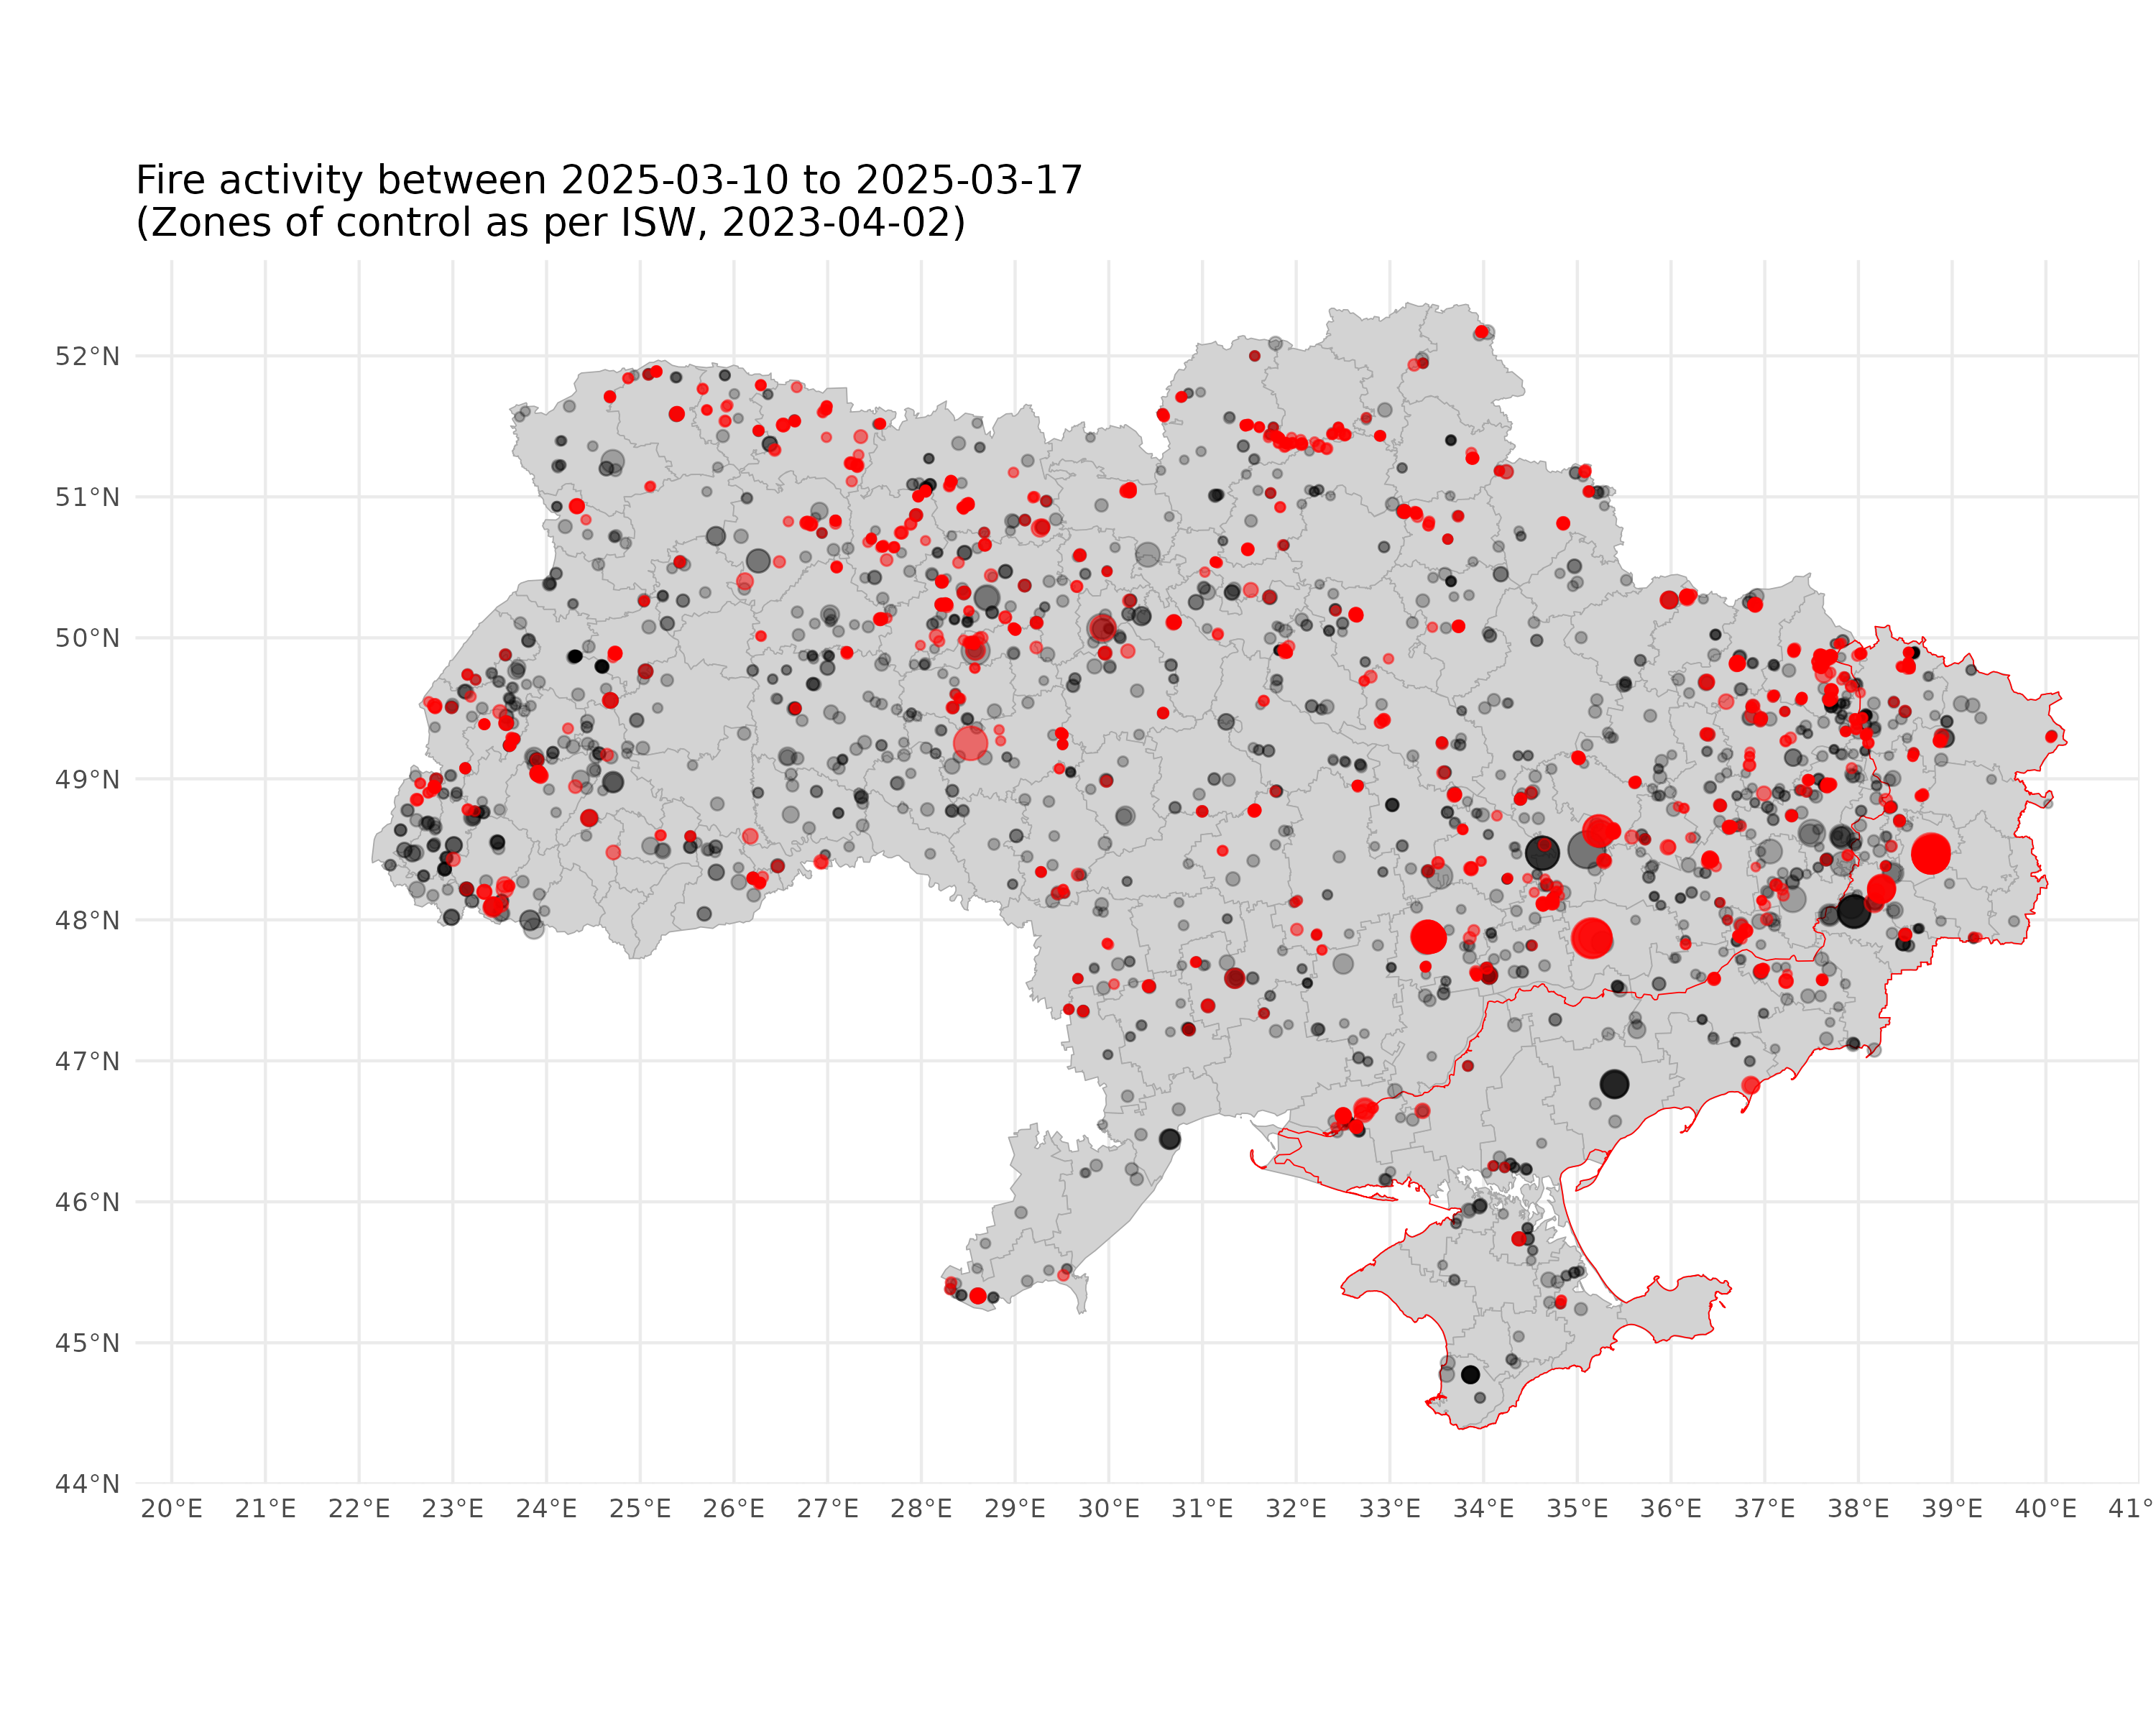 Fire activity between 2025-03-10 to 2025-03-17
(Zones of control as per ISW, 2023-04-02)
52°N
51°N
50°N
49°N
48°N
47°N
46°N
45°N
44°N
20°E 21°E 22°E 23°E 24°E 25°E 26°E 27°E 28°E 29°E 30°E 31°E 32°E 33°E 34°E 35°E 36°E 37°E 38°E 39°E 40°E 41°